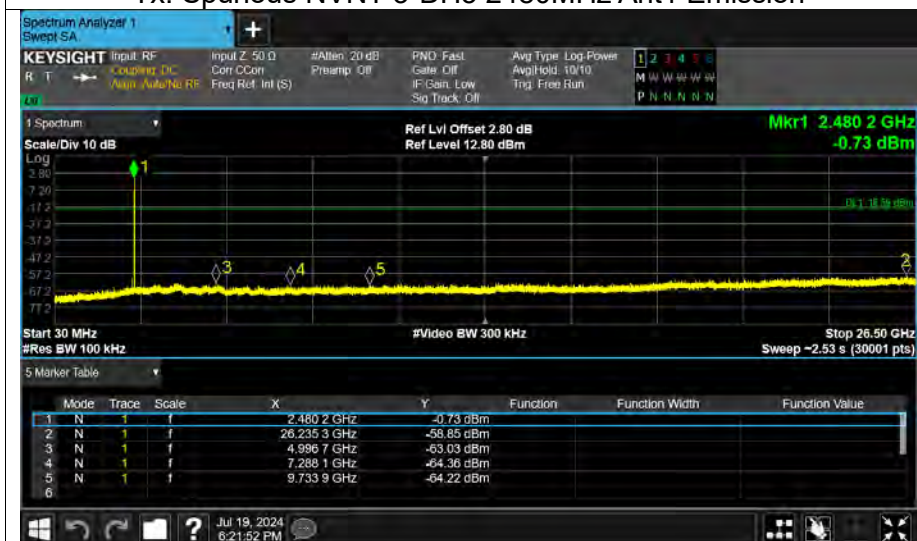 Tx. Spurious NVNT 3-DH5 2480MHz Ant1 Emission
Spectrum Analyzer 1
Swept SA
+
KEYSIGHT Input: RF Input Z: 50 Ω #Atten: 20 dB PNO: Fast Avg Type: Log-Power 1 2 3 4 5 6
R T Coupling: DC Corr CCorr Preamp: Off Gate: Off Avg|Hold: 10/10 M W W W W W
Align: Auto/No RF Freq Ref: Int (S) IF Gain: Low Trig: Free Run
Sig Track: Off P N N N N N
1 Spectrum
Ref Lvl Offset 2.80 dB Mkr1 2.480 2 GHz
Scale/Div 10 dB Ref Level 12.80 dBm -0.73 dBm
Log
2.80
-7.20
-17.2
-27.2
-37.2
-47.2
-57.2
-67.2
-77.2
1
3
4
5
2
Start 30 MHz #Video BW 300 kHz Stop 26.50 GHz
#Res BW 100 kHz Sweep ~2.53 s (30001 pts)
5 Marker Table
Mode Trace Scale X Y Function Function Width Function Value
1 N 1 f 2.480 2 GHz -0.73 dBm
2 N 1 f 26.235 3 GHz -58.85 dBm
3 N 1 f 4.996 7 GHz -63.03 dBm
4 N 1 f 7.288 1 GHz -64.36 dBm
5 N 1 f 9.733 9 GHz -64.22 dBm
6
?
Jul 19, 2024
6:21:52 PM